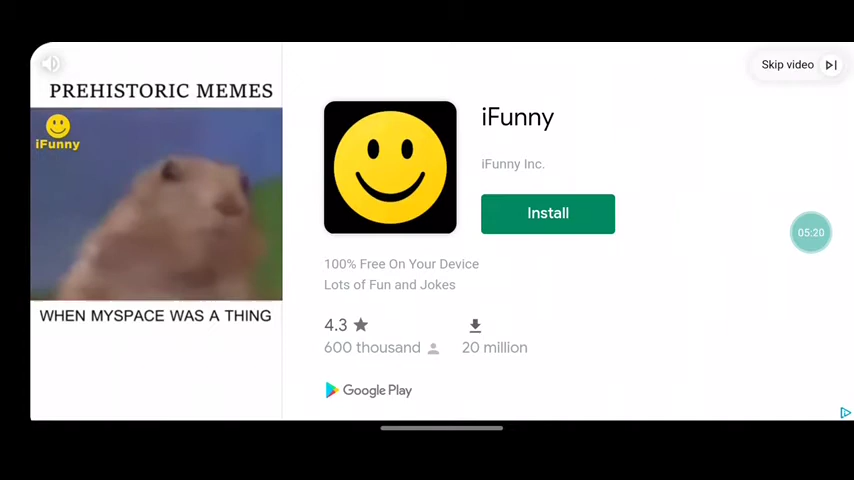 PREHISTORIC MEMES
iFunny
WHEN MYSPACE WAS A THING
Skip video
iFunny
iFunny Inc.
Install
05:20
100% Free On Your Device
Lots of Fun and Jokes
4.3
600 thousand
20 million
Google Play